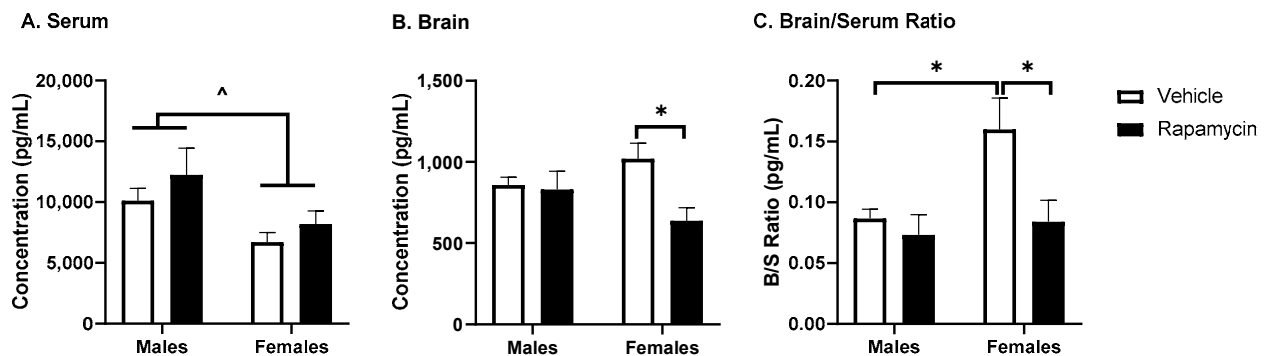 A. Serum
Concentration (pg/mL)
20,000
15,000
10,000
5,000
0
^
Males
Females
B. Brain
Concentration (pg/mL)
1,500
1,000
500
0
*
Males
Females
C. Brain/Serum Ratio
B/S Ratio (pg/mL)
0.20
0.15
0.10
0.05
0.00
*
*
Males
Females
Vehicle
Rapamycin